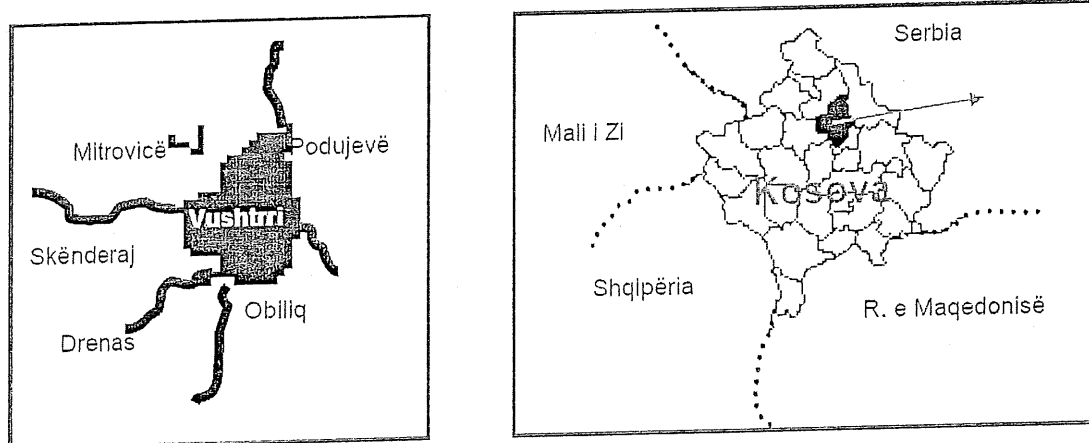 Mitrovicë
Podujevë
Vushtrri
Skënderaj
Obiliq
Drenas
Serbia
Mali i Zi
Kosova
Shqipëria
R. e Maqedonisë